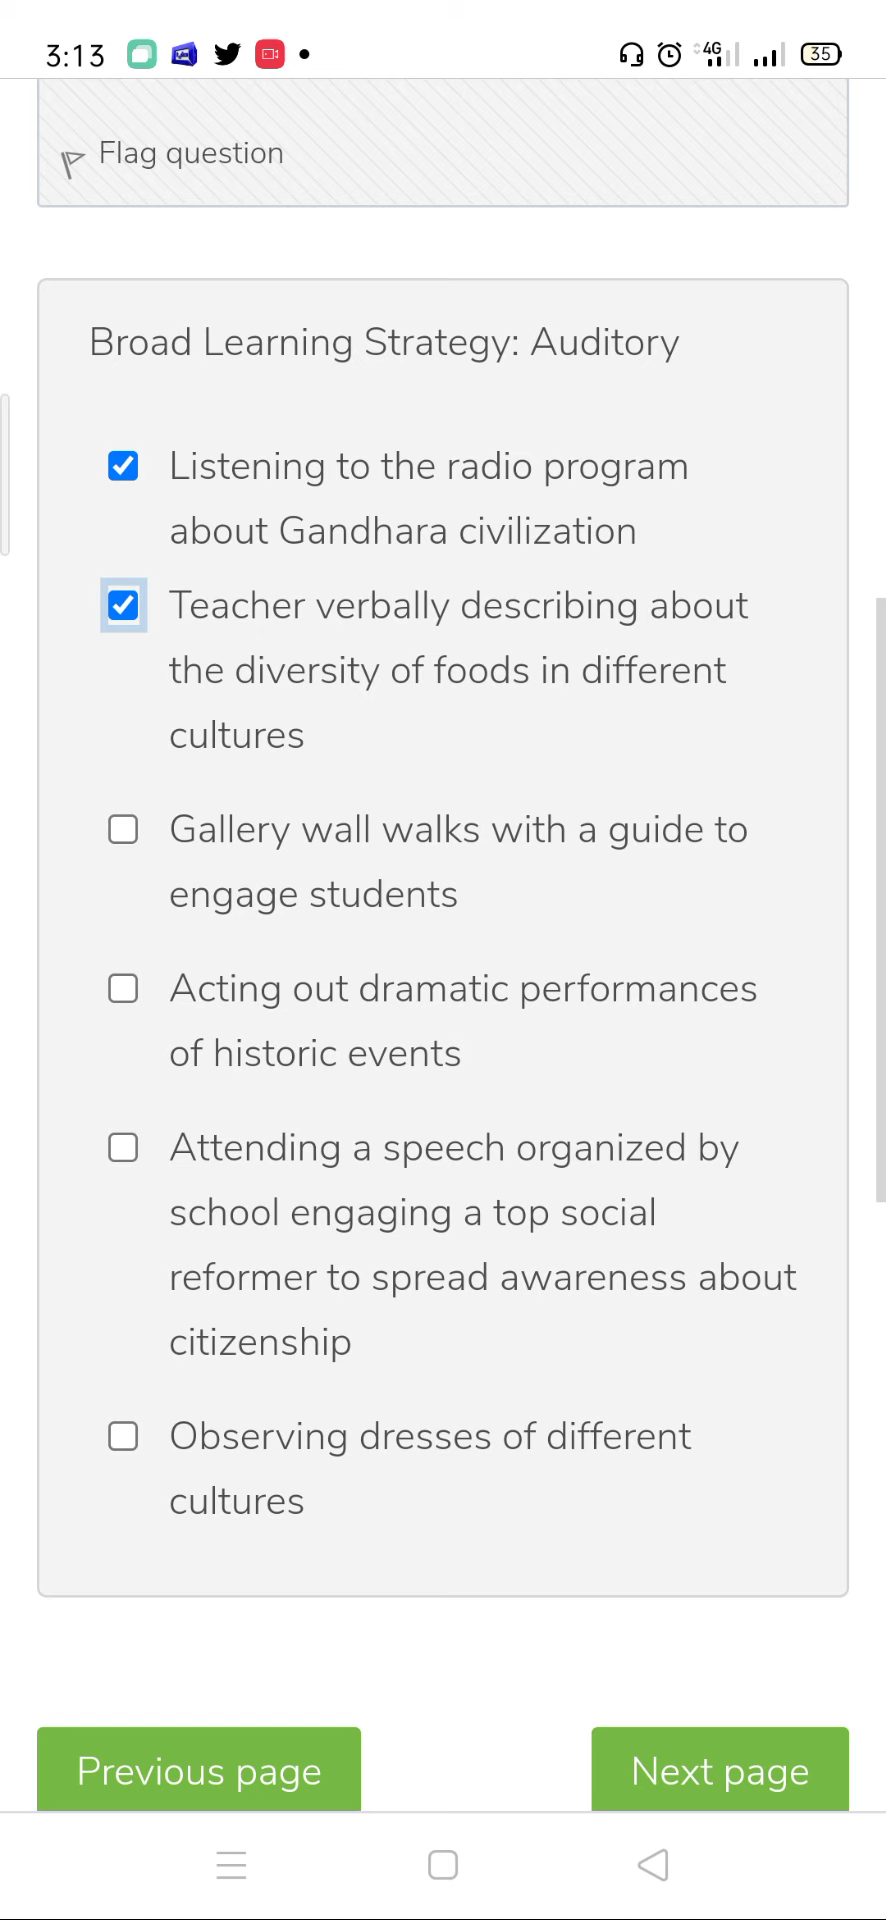 3:13
4G
35
Flag question
Broad Learning Strategy: Auditory
Listening to the radio program
about Gandhara civilization
Teacher verbally describing about
the diversity of foods in different
cultures
Gallery wall walks with a guide to
engage students
Acting out dramatic performances
of historic events
Attending a speech organized by
school engaging a top social
reformer to spread awareness about
citizenship
Observing dresses of different
cultures
Previous page
Next page